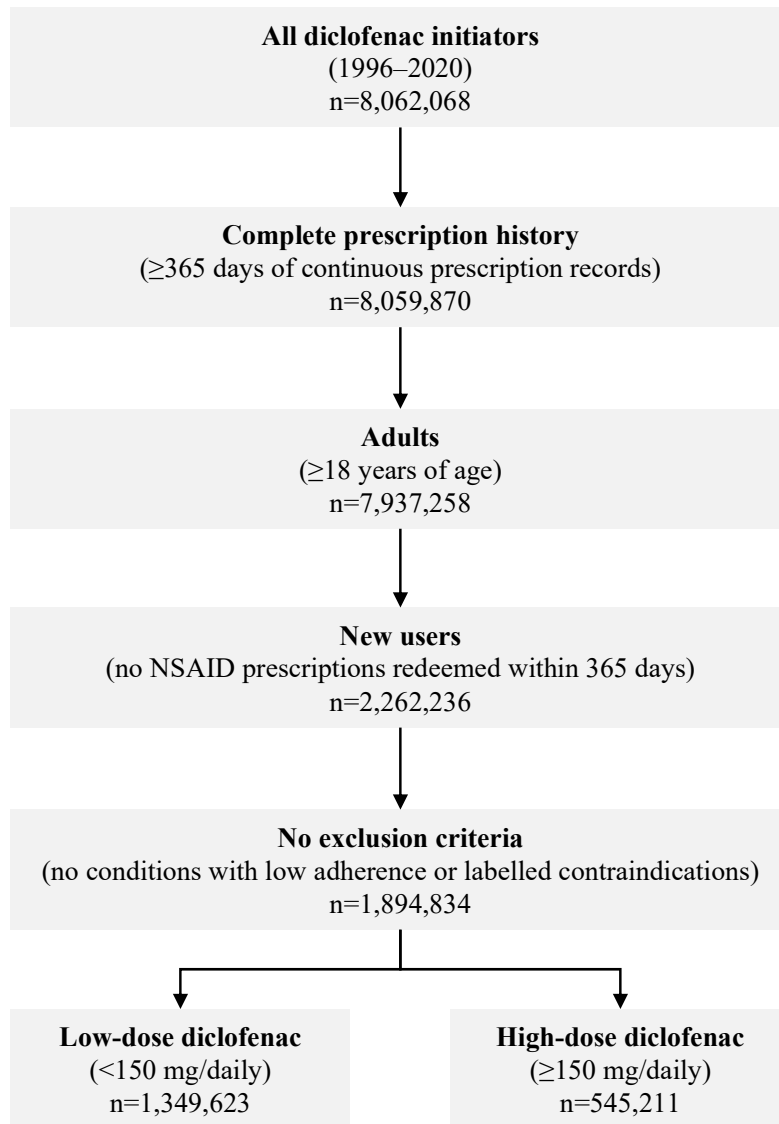 All diclofenac initiators
(1996–2020)
n=8,062,068
Complete prescription history
(≥365 days of continuous prescription records)
n=8,059,870
Adults
(≥18 years of age)
n=7,937,258
New users
(no NSAID prescriptions redeemed within 365 days)
n=2,262,236
No exclusion criteria
(no conditions with low adherence or labelled contraindications)
n=1,894,834
Low-dose diclofenac
(<150 mg/daily)
n=1,349,623
High-dose diclofenac
(≥150 mg/daily)
n=545,211